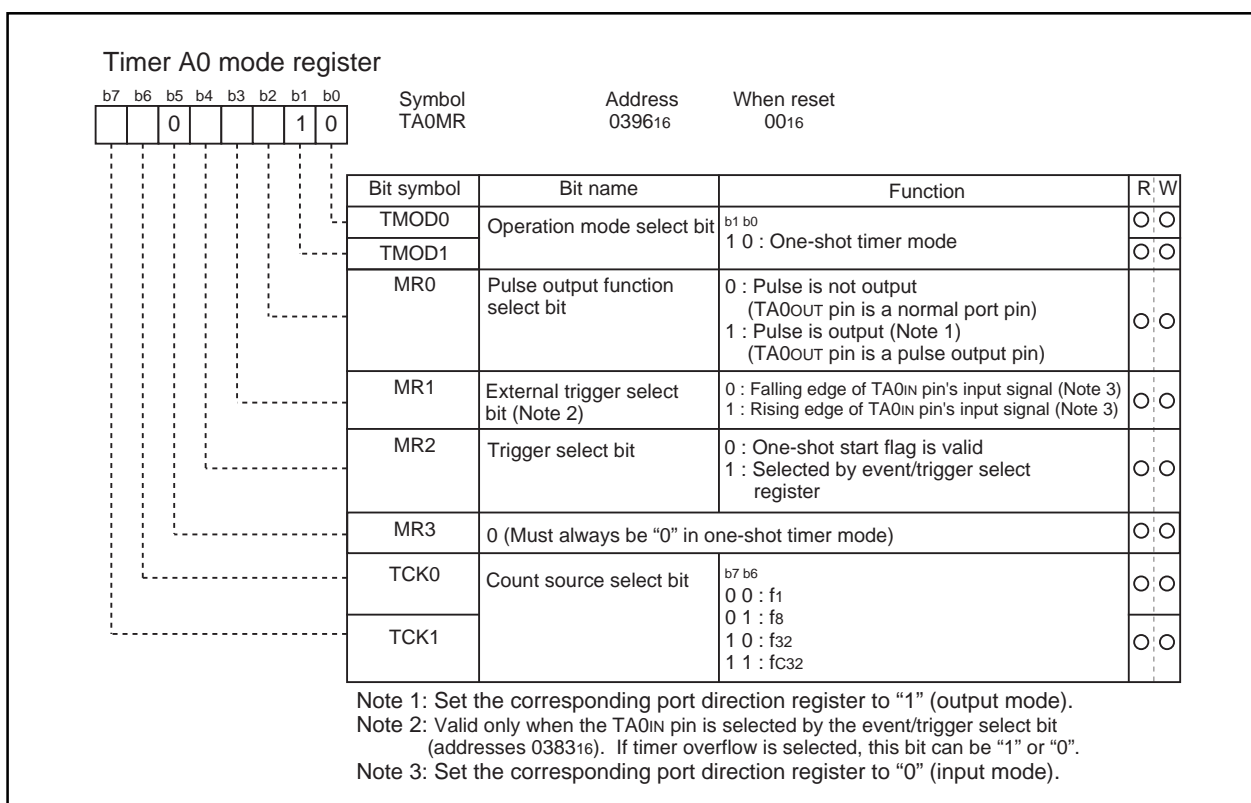 Timer A0 mode register
b7 b6 b5 b4 b3 b2 b1 b0
0 1 0
Symbol Address When reset
TA0MR 039616 0016
Bit symbol Bit name Function R W
TMOD0 Operation mode select bit b1 b0
TMOD1 1 0 : One-shot timer mode
MR0 Pulse output function select bit
0 : Pulse is not output
(TA0OUT pin is a normal port pin)
1 : Pulse is output (Note 1)
(TA0OUT pin is a pulse output pin)
MR1 External trigger select bit (Note 2)
0 : Falling edge of TA0IN pin's input signal (Note 3)
1 : Rising edge of TA0IN pin's input signal (Note 3)
MR2 Trigger select bit
0 : One-shot start flag is valid
1 : Selected by event/trigger select
register
MR3 0 (Must always be “0” in one-shot timer mode)
TCK0 Count source select bit
TCK1
b7 b6
0 0 : f1
0 1 : f8
1 0 : f32
1 1 : fC32
Note 1: Set the corresponding port direction register to “1” (output mode).
Note 2: Valid only when the TA0IN pin is selected by the event/trigger select bit
(addresses 038316). If timer overflow is selected, this bit can be “1” or “0”.
Note 3: Set the corresponding port direction register to “0” (input mode).